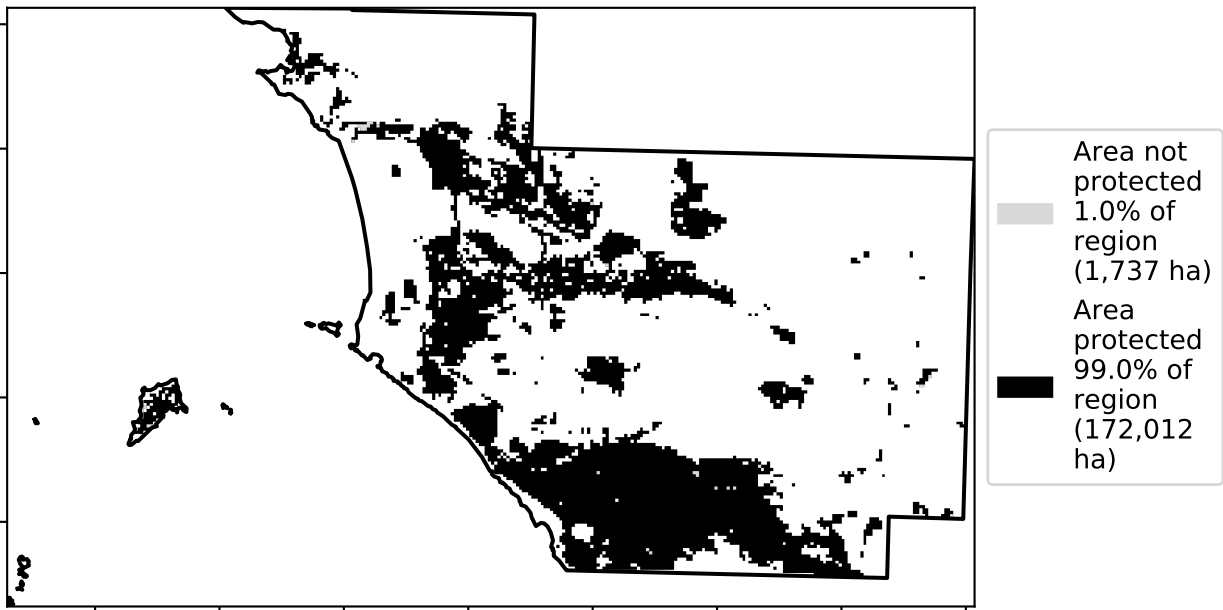 Area not
protected
1.0% of
region
(1,737 ha)
Area
protected
99.0% of
region
(172,012
ha)